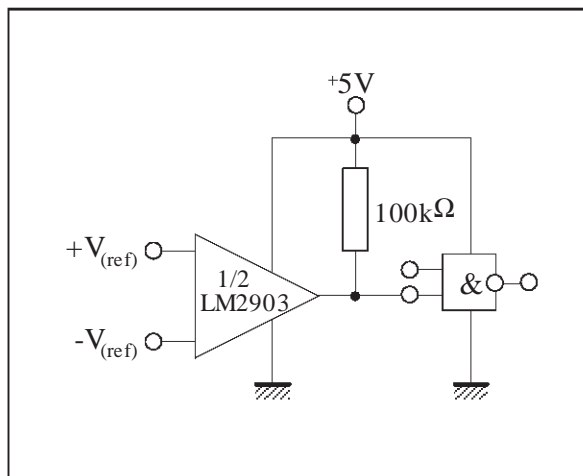 +5V
100kΩ
+V(ref)
1/2
LM2903
&
-V(ref)